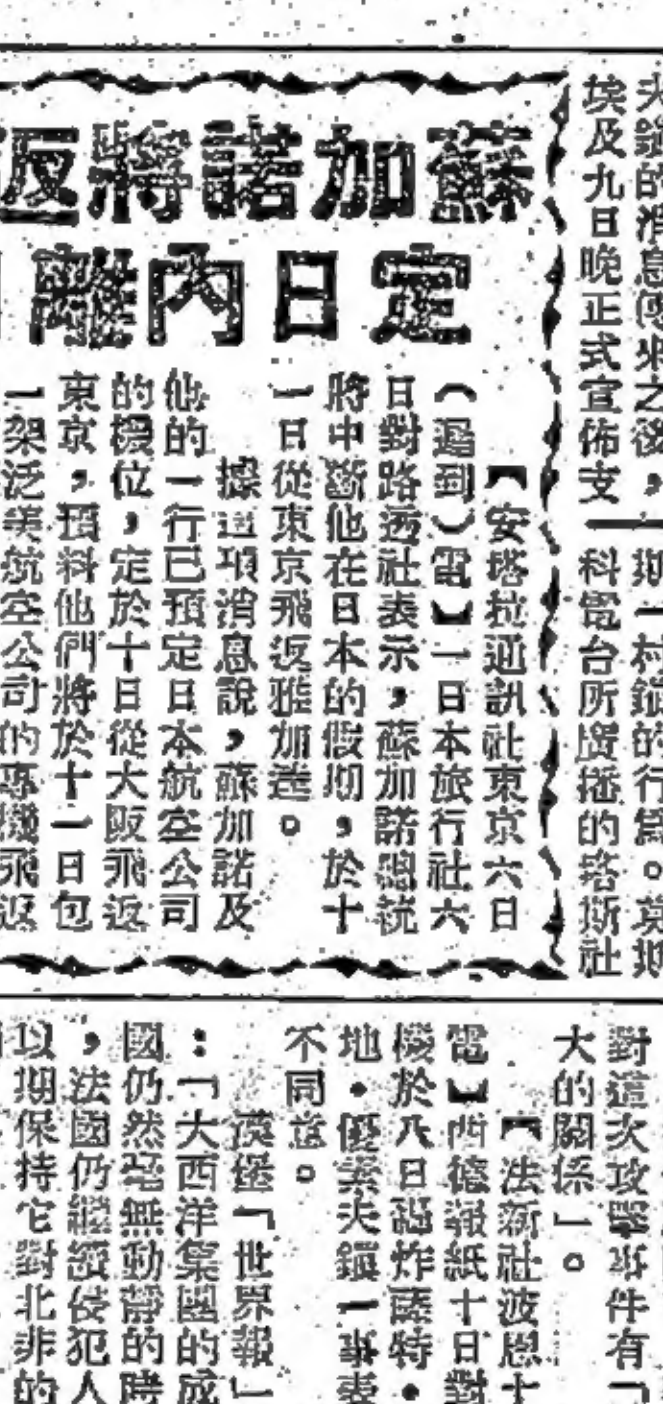 夫鎮的消息傳來之後，
埃及九日晚正式宣佈支
斯一村鎮的行為。莫斯
科電台所廣播的塔斯社
蘇加諾將返
定日內離
【安塔拉通訊社東京六日
（遲到）電】一日本旅行社六
日對路透社表示，蘇加諾總統
將中斷他在日本的假期，於十
一日從東京飛返雅加達。
據這項消息說，蘇加諾及
他的一行已預定日本航空公司
的機位，定於十日從大阪飛返
東京，預料他們將於十一日包
一架泛美航空公司的專機飛返
對這次攻擊事件有「
大的關係」。
【法新社波恩十
電】西德報紙十日對
機於八日轟炸薩特·
地·優素夫鎮一事表
不同意。
漢堡「世界報」
：「大西洋集團的成
國仍然毫無動靜的時
，法國仍繼續侵犯人
以期保持它對北非的